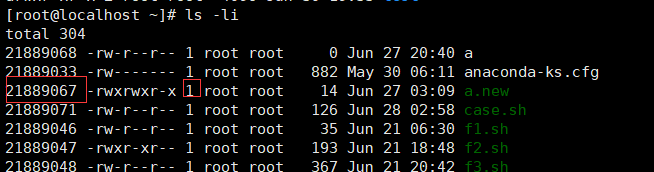 [root@localhost ~]# ls -li
total 304
21889068 -rw-r--r-- 1 root root 0 Jun 27 20:40 a
21889033 -rw------- 1 root root 882 May 30 06:11 anaconda-ks.cfg
21889067 -rwxrwxr-x 1 root root 14 Jun 27 03:09 a.new
21889071 -rw-r--r-- 1 root root 126 Jun 28 02:58 case.sh
21889046 -rw-r--r-- 1 root root 35 Jun 21 06:30 f1.sh
21889047 -rwxr-xr-- 1 root root 193 Jun 21 18:48 f2.sh
21889048 -rwxr-xr-- 1 root root 367 Jun 21 20:42 f3.sh